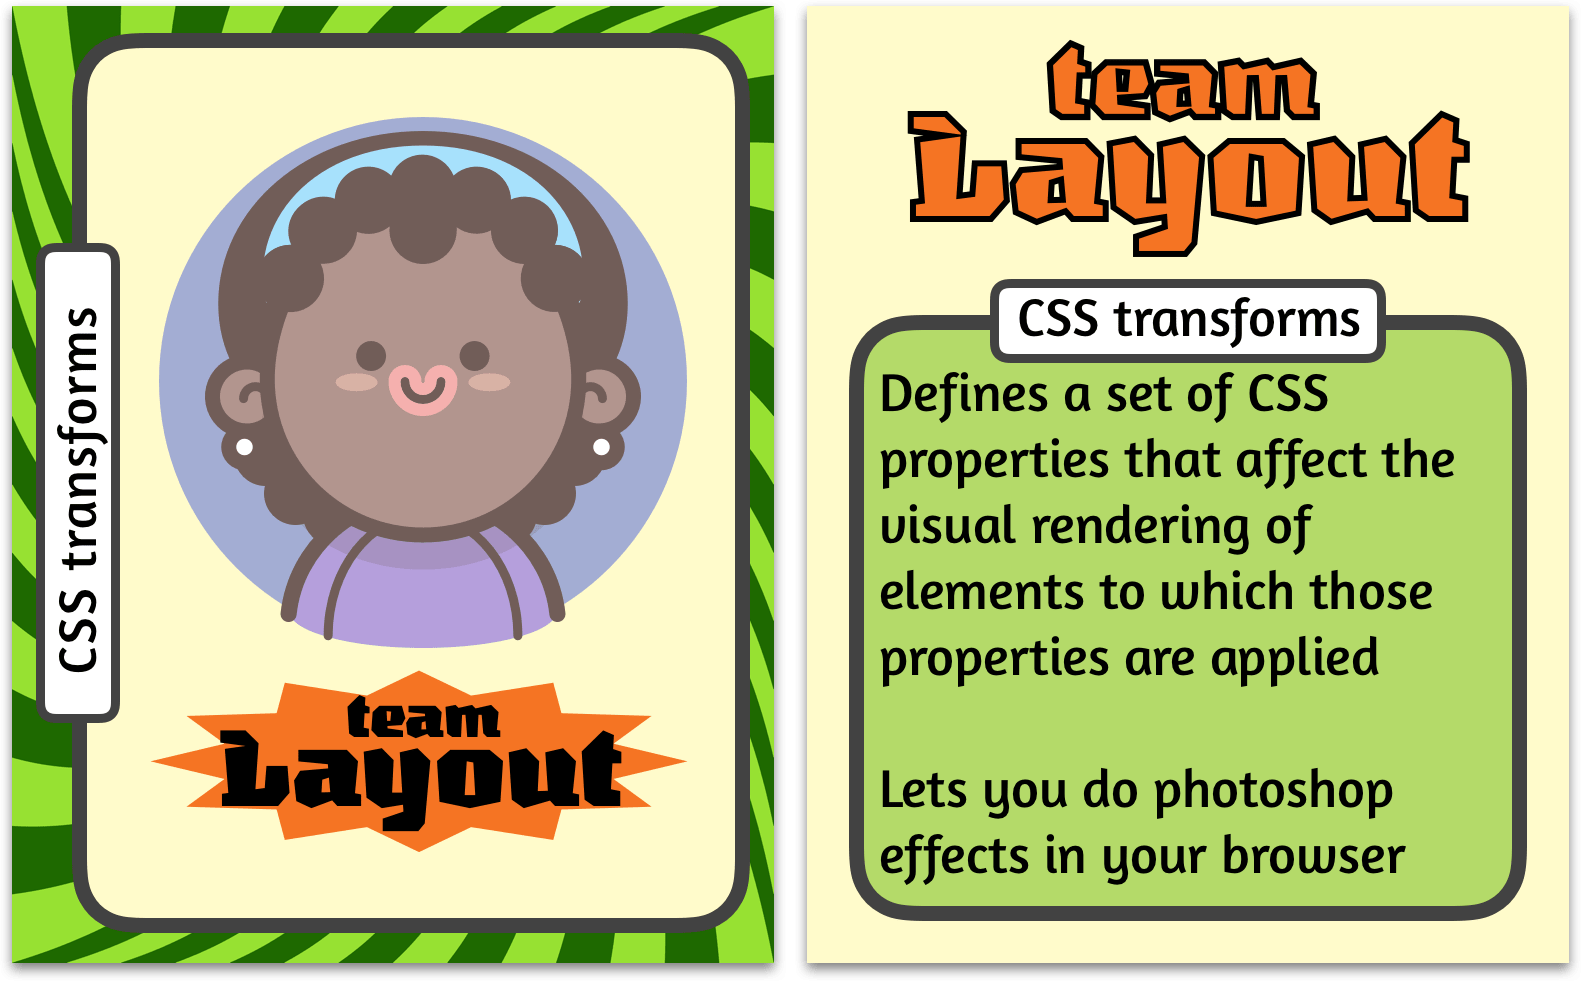 CSS transforms
team
Layout
team
Layout
CSS transforms
Defines a set of CSS
properties that affect the
visual rendering of
elements to which those
properties are applied
Lets you do photoshop
effects in your browser